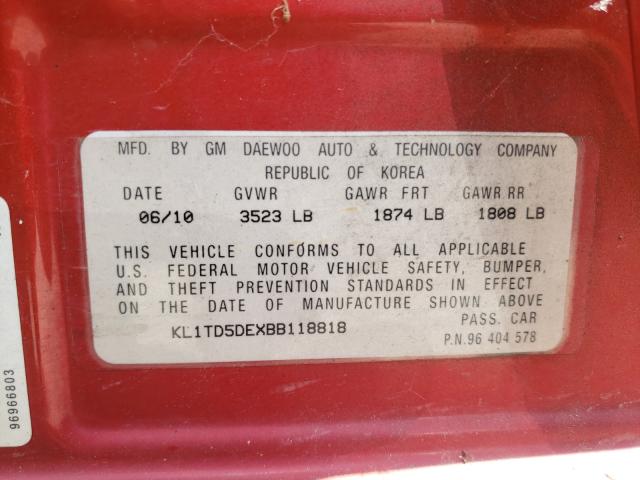 MFD. BY GM DAEWOO AUTO & TECHNOLOGY COMPANY
REPUBLIC OF KOREA
DATE GVWR GAWR FRT GAWR RR
06/10 3523 LB 1874 LB 1808 LB
THIS VEHICLE CONFORMS TO ALL APPLICABLE
U.S. FEDERAL MOTOR VEHICLE SAFETY, BUMPER,
AND THEFT PREVENTION STANDARDS IN EFFECT
ON THE DATE OF MANUFACTURE SHOWN ABOVE
PASS. CAR
KL1TD5DEXBB118818
P.N.96 404 578
96966803